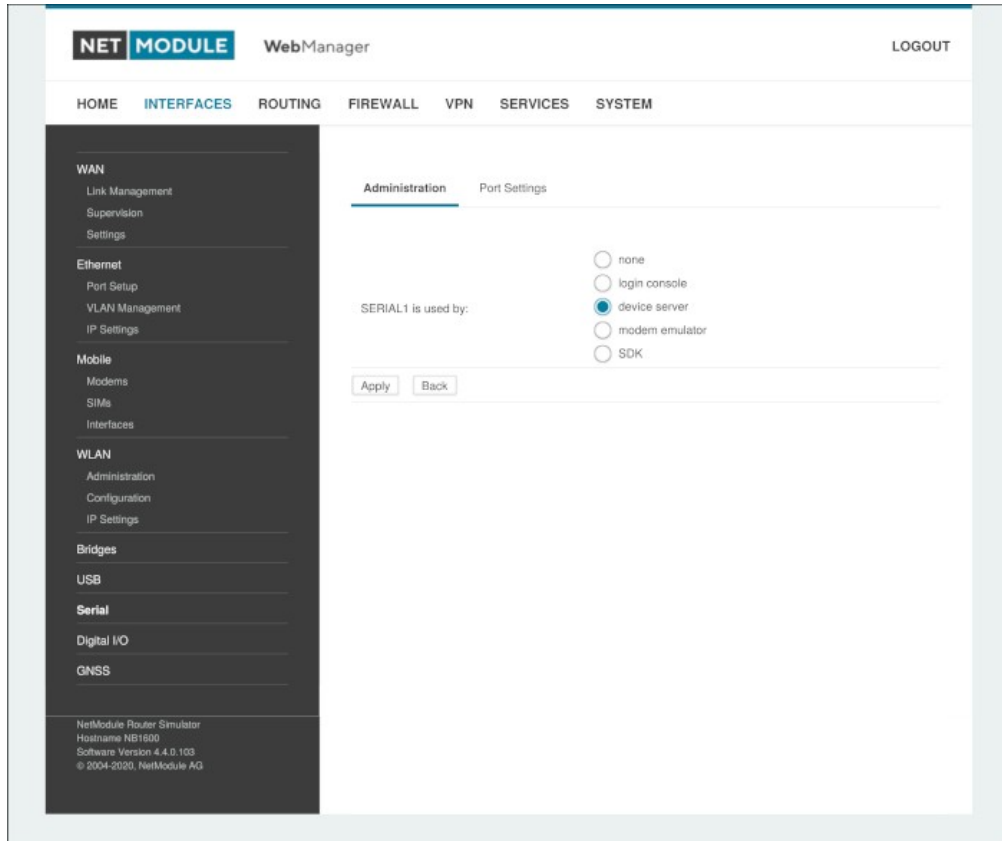 NET MODULE WebManager LOGOUT
HOME INTERFACES ROUTING FIREWALL VPN SERVICES SYSTEM
WAN
Link Management
Supervision
Settings
Ethernet
Port Setup
VLAN Management
IP Settings
Mobile
Modems
SIMs
Interfaces
WLAN
Administration
Configuration
IP Settings
Bridges
USB
Serial
Digital I/O
GNSS
NetModule Router Simulator
Hostname NB1600
Software Version 4.4.0.103
© 2004-2020, NetModule AG
Administration Port Settings
SERIAL1 is used by:
none
login console
device server
modem emulator
SDK
Apply Back